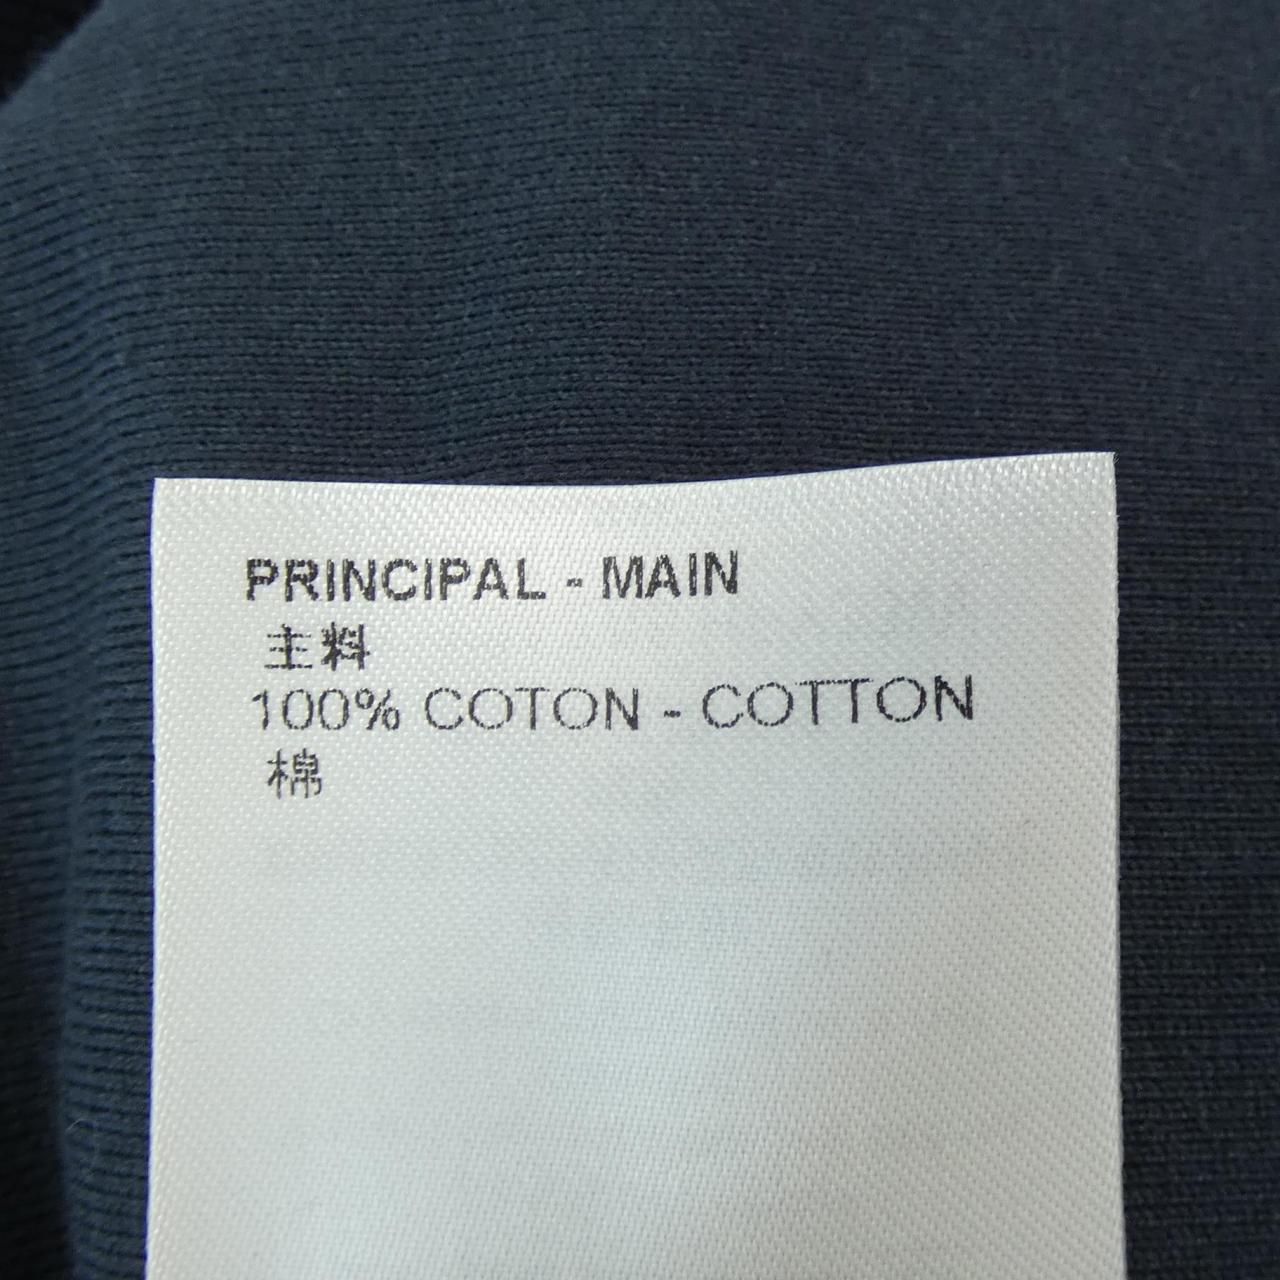 PRINCIPAL - MAIN
主料
100% COTON - COTTON
棉